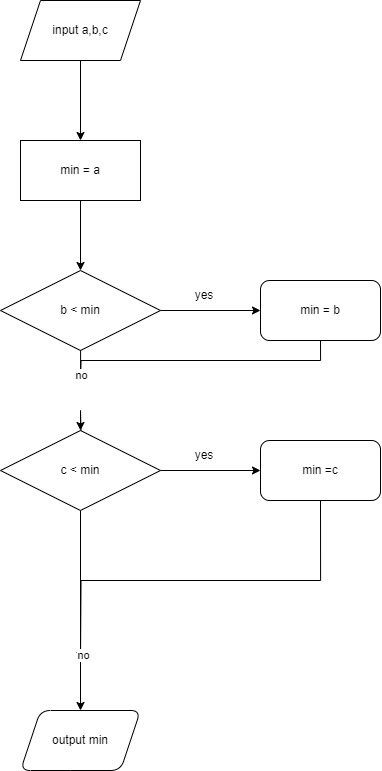 input a,b,c
min = a
b < min
yes
min = b
no
c < min
yes
min =c
no
output min